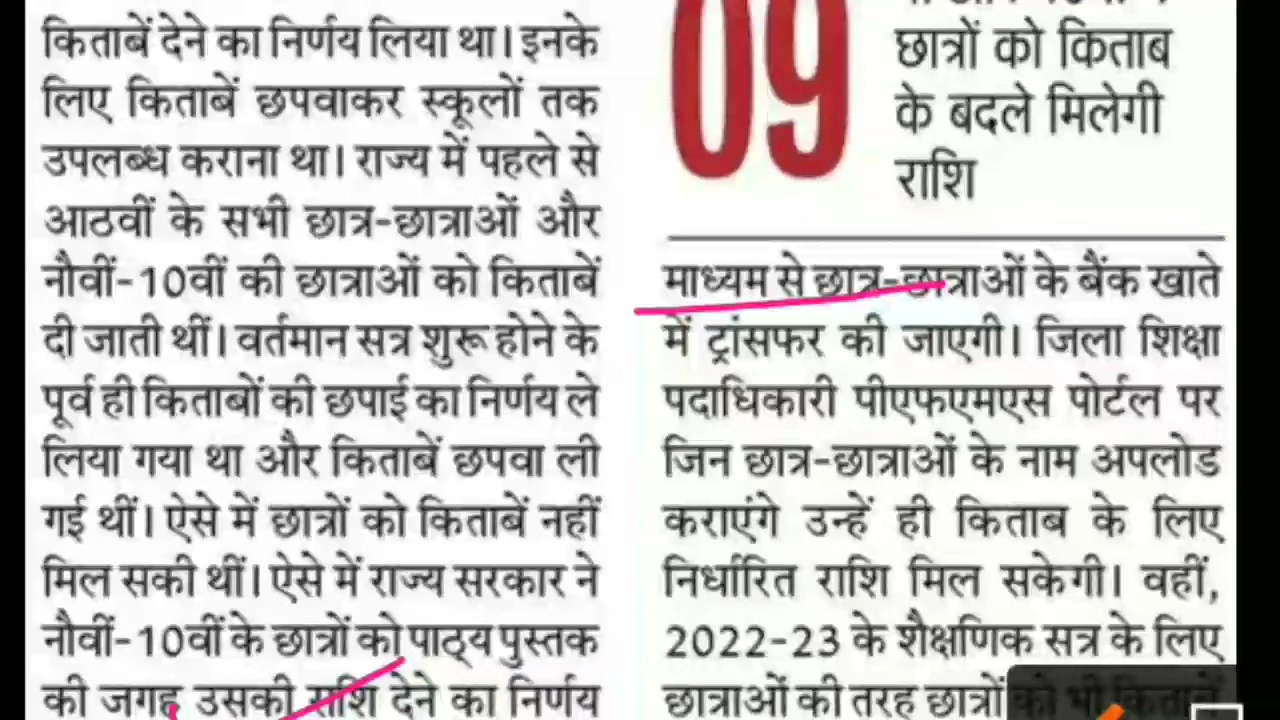 किताबें देने का निर्णय लिया था। इनके
लिए किताबें छपवाकर स्कूलों तक
उपलब्ध कराना था। राज्य में पहले से
आठवीं के सभी छात्र-छात्राओं और
नौवीं-10वीं की छात्राओं को किताबें
दी जाती थीं। वर्तमान सत्र शुरू होने के
पूर्व ही किताबों की छपाई का निर्णय ले
लिया गया था और किताबें छपवा ली
गई थीं। ऐसे में छात्रों को किताबें नहीं
मिल सकी थीं। ऐसे में राज्य सरकार ने
नौवीं-10वीं के छात्रों को पाठ्य पुस्तक
की जगह उसकी राशि देने का निर्णय
09
छात्रों को किताब
के बदले मिलेगी
राशि
माध्यम से छात्र-छात्राओं के बैंक खाते
में ट्रांसफर की जाएगी। जिला शिक्षा
पदाधिकारी पीएफएमएस पोर्टल पर
जिन छात्र-छात्राओं के नाम अपलोड
कराएंगे उन्हें ही किताब के लिए
निर्धारित राशि मिल सकेगी। वहीं,
2022-23 के शैक्षणिक सत्र के लिए
छात्राओं की तरह छात्रों को भी किताबें